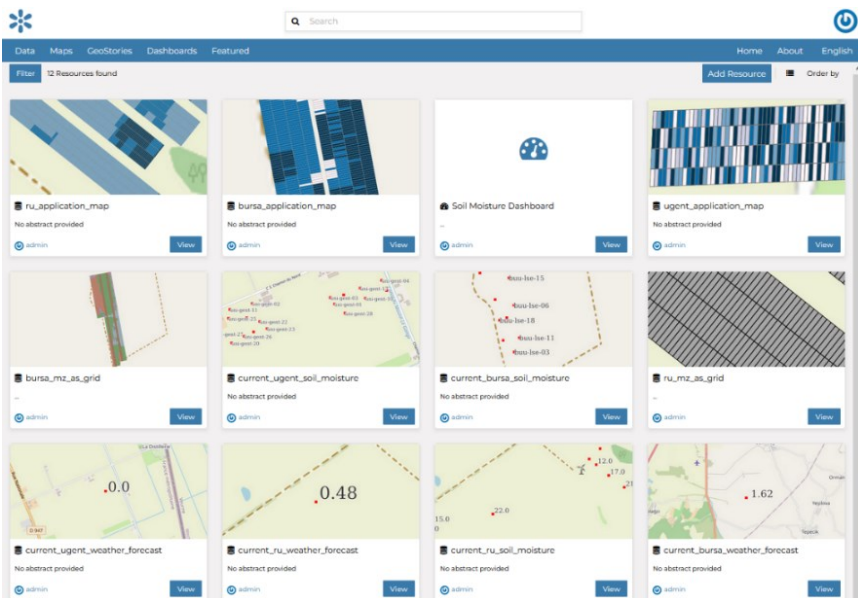 Search
Data Maps GeoStories Dashboards Featured Home About English
Filter 12 Resources found Add Resource Order by
ru_application_map bursa_application_map Soil Moisture Dashboard ugent_application_map
No abstract provided No abstract provided -- No abstract provided
admin View admin View admin View admin View
buu-lse-15
buu-lse-06
buu-lse-18
buu-lse-11
buu-lse-03
bursa_mz_as_grid current_ugent_soil_moisture current_bursa_soil_moisture ru_mz_as_grid
-- No abstract provided No abstract provided --
admin View admin View admin View admin View
0.0 0.48 12.0 17.0 1.62
15.0 22.0
D 947
current_ugent_weather_forecast current_ru_weather_forecast current_ru_soil_moisture current_bursa_weather_forecast
No abstract provided No abstract provided No abstract provided No abstract provided
admin View admin View admin View admin View